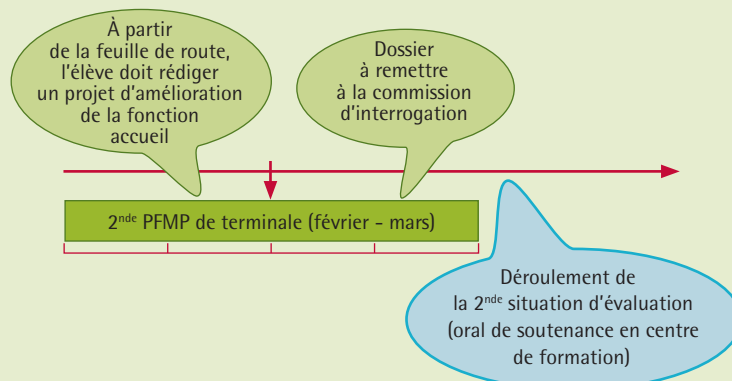 À partir
de la feuille de route,
l'élève doit rédiger
un projet d'amélioration
de la fonction
accueil
Dossier
à remettre
à la commission
d'interrogation
2nde PFMP de terminale (février - mars)
Déroulement de
la 2nde situation d'évaluation
(oral de soutenance en centre
de formation)